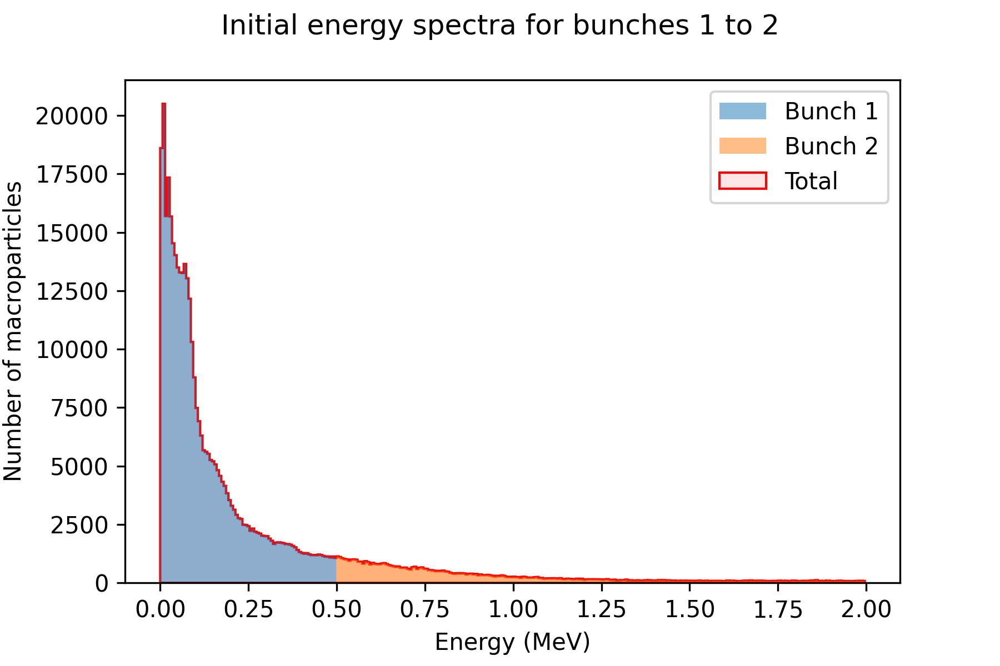 Initial energy spectra for bunches 1 to 2
Number of macroparticles
20000
17500
15000
12500
10000
7500
5000
2500
0
Bunch 1
Bunch 2
Total
0.00 0.25 0.50 0.75 1.00 1.25 1.50 1.75 2.00
Energy (MeV)